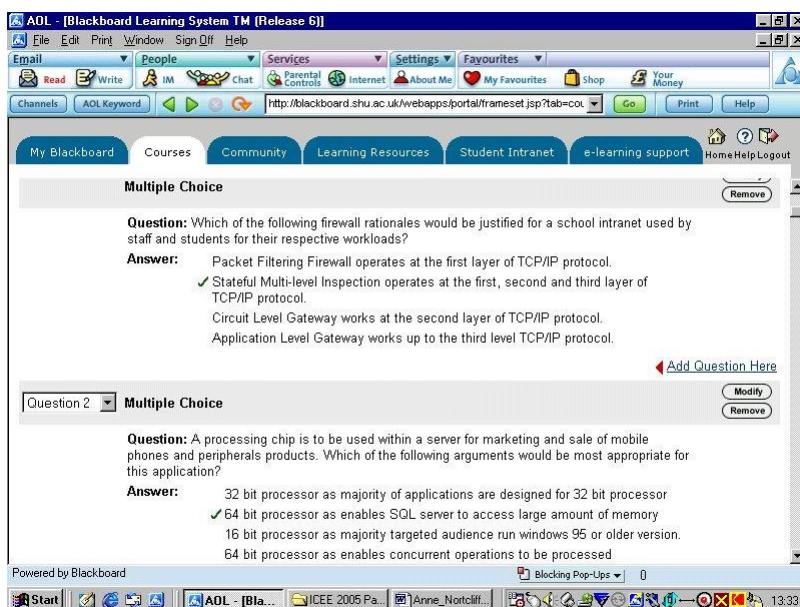 AOL - [Blackboard Learning System TM (Release 6)]
File Edit Print Window Sign Off Help
Email People Services Settings Favourites
Read Write IM Chat Parental Controls Internet About Me My Favourites Shop Your Money
Channels AOL Keyword http://blackboard.shu.ac.uk/webapps/portal/frameset.jsp?tab=cou Go Print Help
My Blackboard Courses Community Learning Resources Student Intranet e-learning support Home Help Logout
Multiple Choice
Remove
Question: Which of the following firewall rationales would be justified for a school intranet used by
staff and students for their respective workloads?
Answer: Packet Filtering Firewall operates at the first layer of TCP/IP protocol.
Stateful Multi-level Inspection operates at the first, second and third layer of
TCP/IP protocol.
Circuit Level Gateway works at the second layer of TCP/IP protocol.
Application Level Gateway works up to the third level TCP/IP protocol.
Add Question Here
Question 2 Multiple Choice
Modify
Remove
Question: A processing chip is to be used within a server for marketing and sale of mobile
phones and peripherals products. Which of the following arguments would be most appropriate for
this application?
Answer: 32 bit processor as majority of applications are designed for 32 bit processor
64 bit processor as enables SQL server to access large amount of memory
16 bit processor as majority targeted audience run windows 95 or older version.
64 bit processor as enables concurrent operations to be processed
Powered by Blackboard Blocking Pop-Ups 0
Start AOL - [Bla... ICEE 2005 Pa... Anne_Nortcliff... 13:33